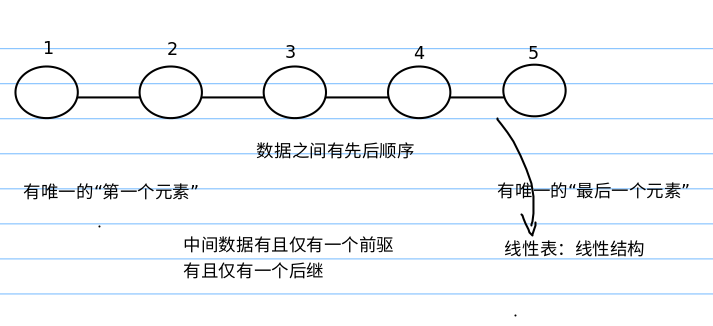 1 2 3 4 5
数据之间有先后顺序
有唯一的“第一个元素”
有唯一的“最后一个元素”
中间数据有且仅有一个前驱
有且仅有一个后继
线性表：线性结构